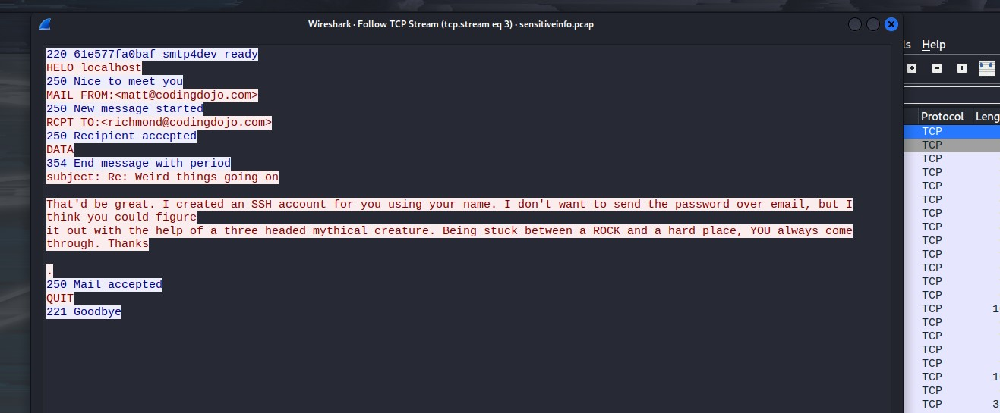 Wireshark · Follow TCP Stream (tcp.stream eq 3) · sensitiveinfo.pcap
ls Help
220 61e577fa0baf smtp4dev ready
HELO localhost
250 Nice to meet you
MAIL FROM:<matt@codingdojo.com>
250 New message started
RCPT TO:<richmond@codingdojo.com>
250 Recipient accepted
DATA
354 End message with period
subject: Re: Weird things going on
That'd be great. I created an SSH account for you using your name. I don't want to send the password over email, but I
think you could figure
it out with the help of a three headed mythical creature. Being stuck between a ROCK and a hard place, YOU always come
through. Thanks
.
250 Mail accepted
QUIT
221 Goodbye
Protocol Leng
TCP
TCP
TCP
TCP
TCP
TCP
TCP
TCP
TCP
TCP
TCP
TCP
TCP
TCP 1
TCP
TCP
TCP
TCP
TCP 1
TCP
TCP 3